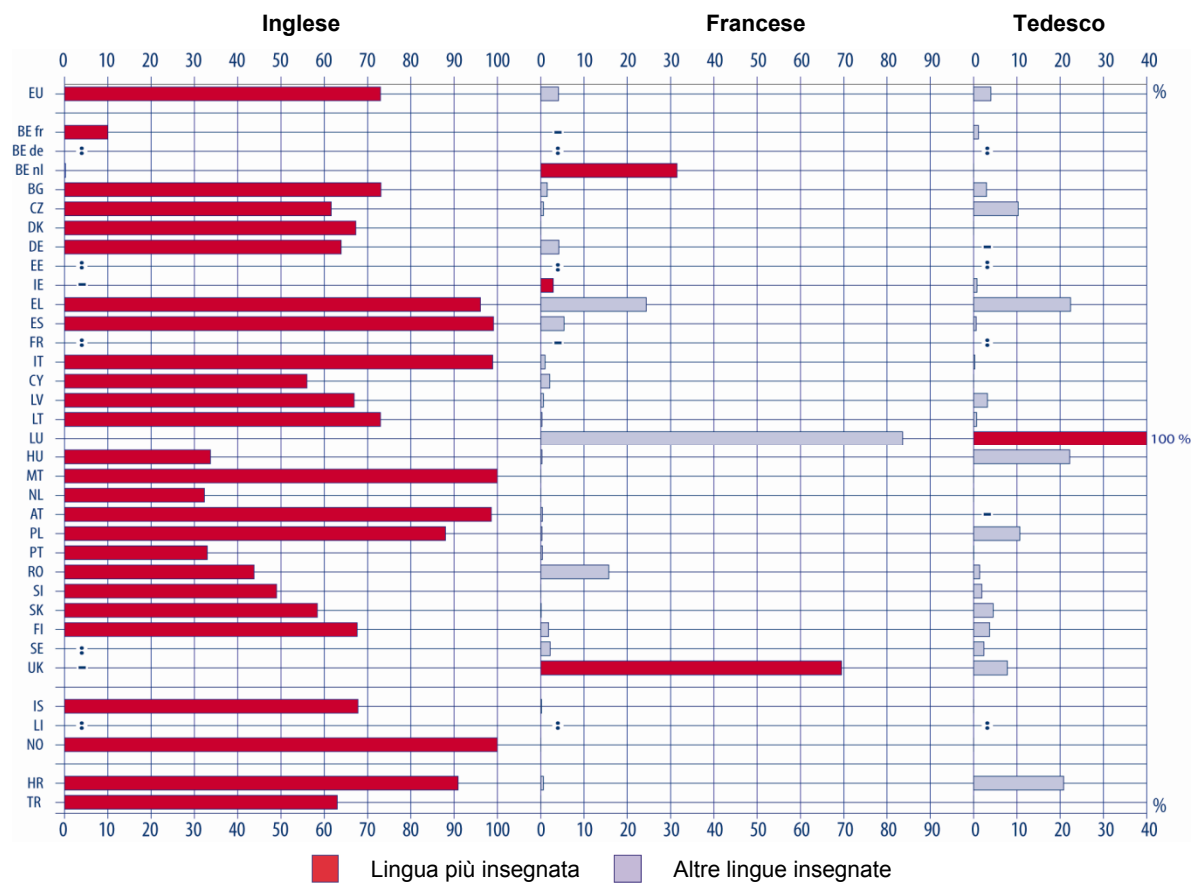 Inglese Francese Tedesco
0 10 20 30 40 50 60 70 80 90 100 0 10 20 30 40 50 60 70 80 90 0 10 20 30 40
EU %
BE fr
BE de
BE nl
BG
CZ
DK
DE
EE
IE
EL
ES
FR
IT
CY
LV
LT
LU 100 %
HU
MT
NL
AT
PL
PT
RO
SI
SK
FI
SE
UK
IS
LI
NO
HR
TR %
0 10 20 30 40 50 60 70 80 90 100 0 10 20 30 40 50 60 70 80 90 0 10 20 30 40
Lingua più insegnata Altre lingue insegnate